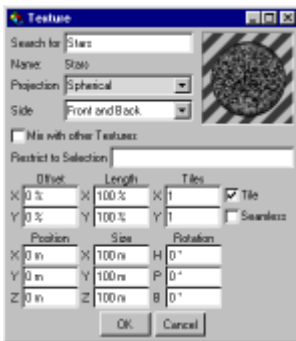 Texture
Search for Stars
Name: Stars
Projection Spherical
Side Front and Back
Mix with other Textures
Restrict to Selection
Offset Length Tiles
X 0 % X 100 % X 1 Tile
Y 0 % Y 100 % Y 1 Seamless
Position Size Rotation
X 0 m X 100 m H 0 °
Y 0 m Y 100 m P 0 °
Z 0 m Z 100 m B 0 °
OK Cancel